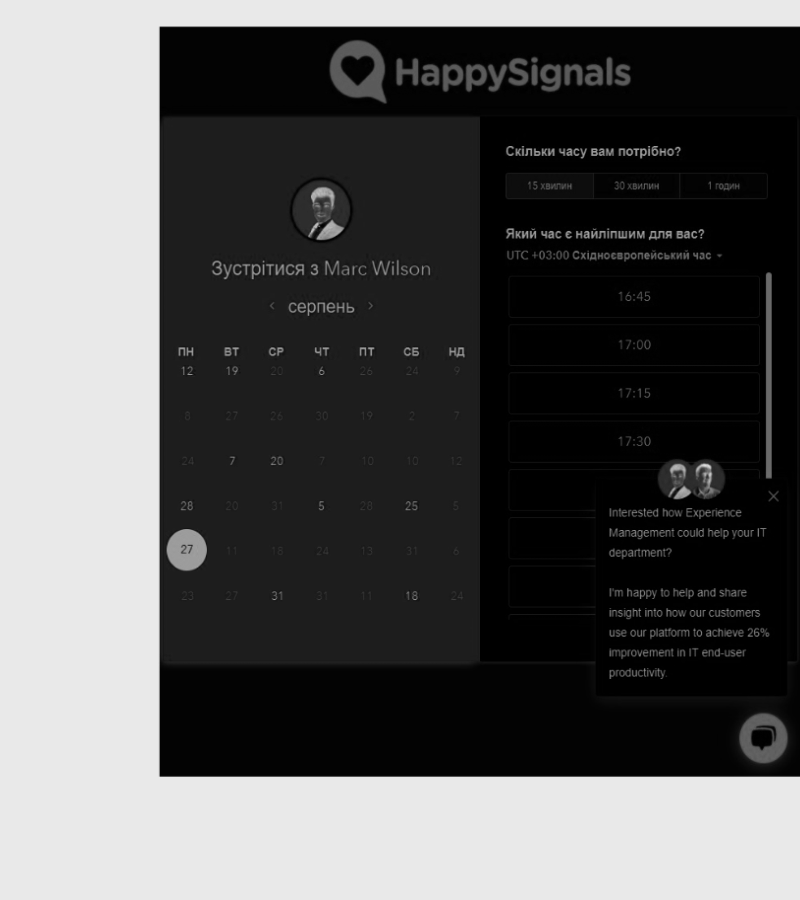 HappySignals
Зустрітися з Marc Wilson
серпень
ПН ВТ СР ЧТ ПТ СБ НД
12 19 20 6 26 24 9
8 27 26 30 19 2 7
24 7 20 7 10 10 12
28 20 31 5 28 25 5
27 11 18 24 13 31 6
23 27 31 31 11 18 24
Скільки часу вам потрібно?
15 хвилин 30 хвилин 1 годин
Який час є найліпшим для вас?
UTC +03:00 Східноєвропейський час
16:45
17:00
17:15
17:30
Interested how Experience
Management could help your IT
department?
I'm happy to help and share
insight into how our customers
use our platform to achieve 26%
improvement in IT end-user
productivity.